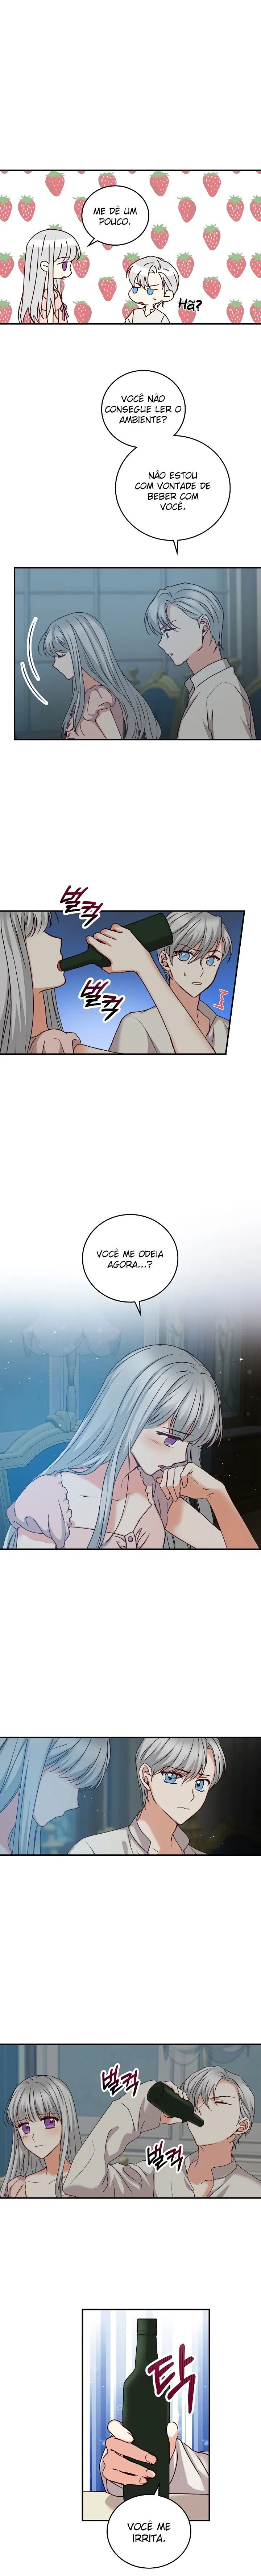 ME DÊ UM
POUCO.
HÃ?
VOCÊ NÃO
CONSEGUE LER O
AMBIENTE?
NÃO ESTOU
COM VONTADE DE
BEBER COM
VOCÊ.
벌컥
벌컥
VOCÊ ME ODEIA
AGORA...?
벌컥
벌컥
탁
VOCÊ ME
IRRITA.